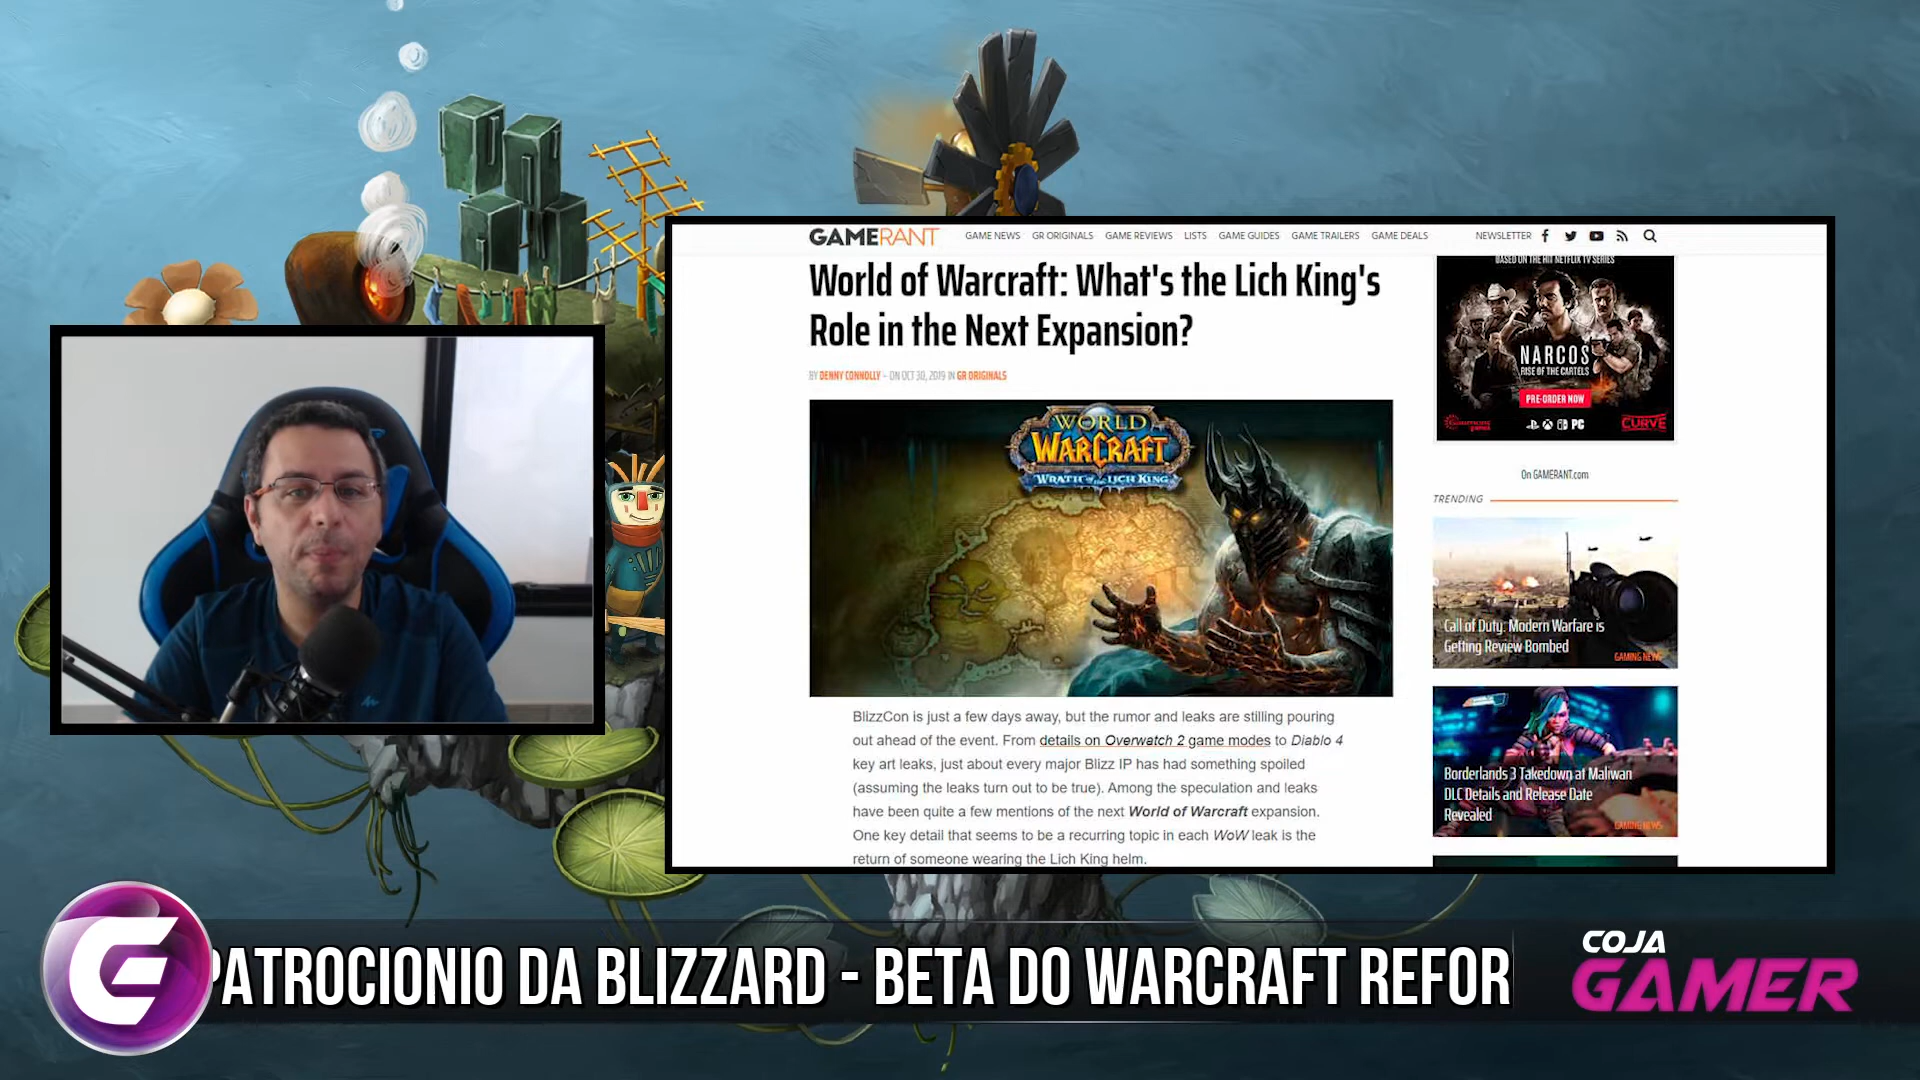 GAMERANT
GAME NEWS GR ORIGINALS GAME REVIEWS LISTS GAME GUIDES GAME TRAILERS GAME DEALS
NEWSLETTER
World of Warcraft: What's the Lich King's
Role in the Next Expansion?
BY DENNY CONNOLLY – ON OCT 30, 2019 IN GR ORIGINALS
WORLD
OF
WARCRAFT
WRATH OF THE LICH KING
BlizzCon is just a few days away, but the rumor and leaks are stilling pouring
out ahead of the event. From details on Overwatch 2 game modes to Diablo 4
key art leaks, just about every major Blizz IP has had something spoiled
(assuming the leaks turn out to be true). Among the speculation and leaks
have been quite a few mentions of the next World of Warcraft expansion.
One key detail that seems to be a recurring topic in each WoW leak is the
return of someone wearing the Lich King helm.
BASED ON THE HIT NETFLIX TV SERIES
NARCOS
RISE OF THE CARTELS
PRE-ORDER NOW
PC
CURVE
On GAMERANT.com
TRENDING
Call of Duty: Modern Warfare is
Getting Review Bombed
GAMING NEWS
Borderlands 3 Takedown at Maliwan
DLC Details and Release Date
Revealed
GAMING NEWS
G
PATROCIONIO DA BLIZZARD - BETA DO WARCRAFT REFOR
COJA
GAMER